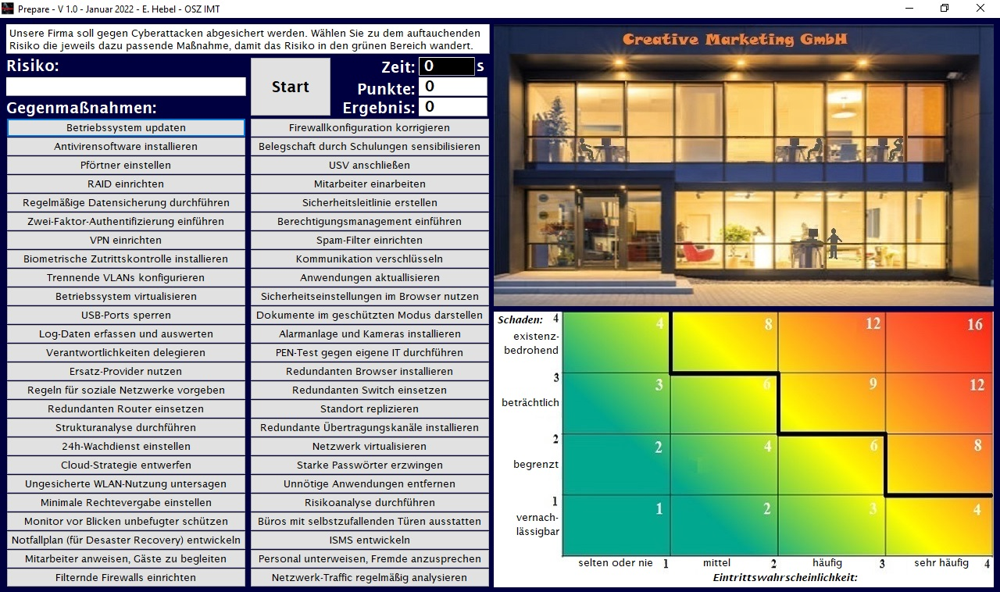 Prepare - V 1.0 - Januar 2022 - E. Hebel - OSZ IMT
Unsere Firma soll gegen Cyberattacken abgesichert werden. Wählen Sie zu dem auftauchenden
Risiko die jeweils dazu passende Maßnahme, damit das Risiko in den grünen Bereich wandert.
Risiko:
Start
Zeit: 0 s
Punkte: 0
Ergebnis: 0
Gegenmaßnahmen:
Betriebssystem updaten
Antivirensoftware installieren
Pförtner einstellen
RAID einrichten
Regelmäßige Datensicherung durchführen
Zwei-Faktor-Authentifizierung einführen
VPN einrichten
Biometrische Zutrittskontrolle installieren
Trennende VLANs konfigurieren
Betriebssystem virtualisieren
USB-Ports sperren
Log-Daten erfassen und auswerten
Verantwortlichkeiten delegieren
Ersatz-Provider nutzen
Regeln für soziale Netzwerke vorgeben
Redundanten Router einsetzen
Strukturanalyse durchführen
24h-Wachdienst einstellen
Cloud-Strategie entwerfen
Ungesicherte WLAN-Nutzung untersagen
Minimale Rechtevergabe einstellen
Monitor vor Blicken unbefugter schützen
Notfallplan (für Desaster Recovery) entwickeln
Mitarbeiter anweisen, Gäste zu begleiten
Filternde Firewalls einrichten
Firewallkonfiguration korrigieren
Belegschaft durch Schulungen sensibilisieren
USV anschließen
Mitarbeiter einarbeiten
Sicherheitsleitlinie erstellen
Berechtigungsmanagement einführen
Spam-Filter einrichten
Kommunikation verschlüsseln
Anwendungen aktuallisieren
Sicherheitseinstellungen im Browser nutzen
Dokumente im geschützten Modus darstellen
Alarmanlage und Kameras installieren
PEN-Test gegen eigene IT durchführen
Redundanten Browser installieren
Redundanten Switch einsetzen
Standort replizieren
Redundante Übertragungskanäle installieren
Netzwerk virtualisieren
Starke Passwörter erzwingen
Unnötige Anwendungen entfernen
Risikoanalyse durchführen
Büros mit selbstzufallenden Türen ausstatten
ISMS entwickeln
Personal unterweisen, Fremde anzusprechen
Netzwerk-Traffic regelmäßig analysieren
Creative Marketing GmbH
Schaden: 4
existenz-
bedrohend
4 8 12 16
3
beträchtlich
3 6 9 12
2
begrenzt
2 4 6 8
1
vernach-
lässigbar
1 2 3 4
selten oder nie 1 mittel 2 häufig 3 sehr häufig 4
Eintrittswahrscheinlichkeit: